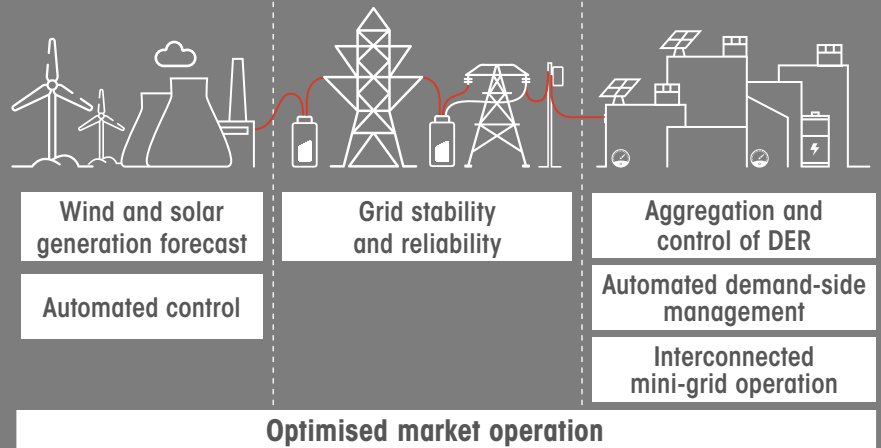 Wind and solar
generation forecast
Automated control
Grid stability
and reliability
Aggregation and
control of DER
Automated demand-side
management
Interconnected
mini-grid operation
Optimised market operation